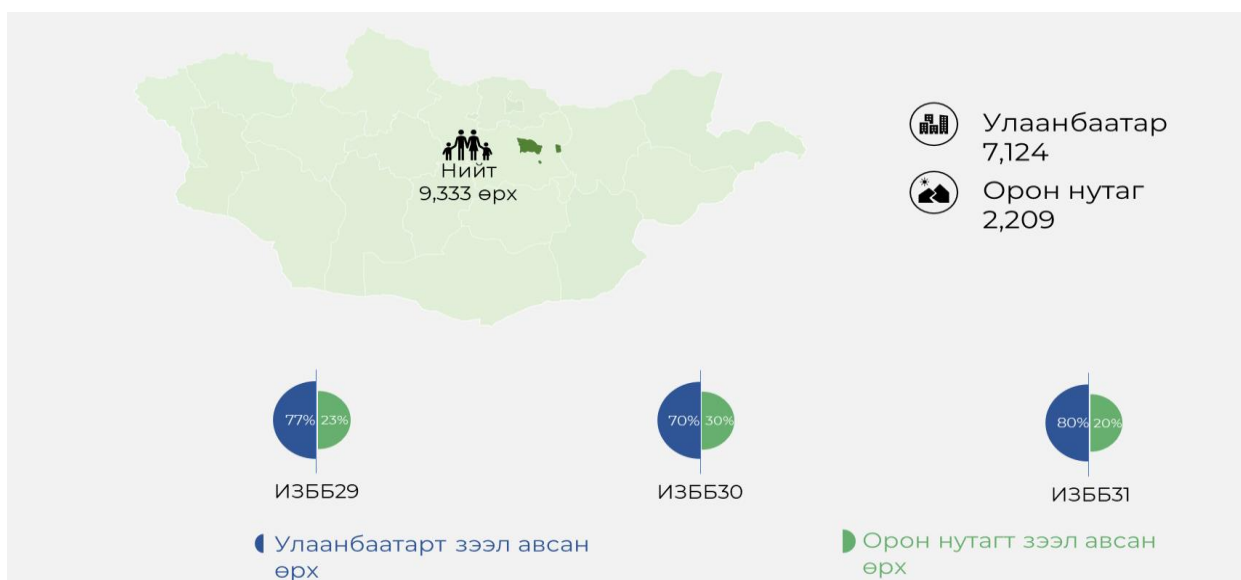 Нийт
9,333 өрх
Улаанбаатар
7,124
Орон нутаг
2,209
77% 23%
ИЗББ29
70% 30%
ИЗББ30
80% 20%
ИЗББ31
Улаанбаатарт зээл авсан
өрх
Орон нутагт зээл авсан
өрх